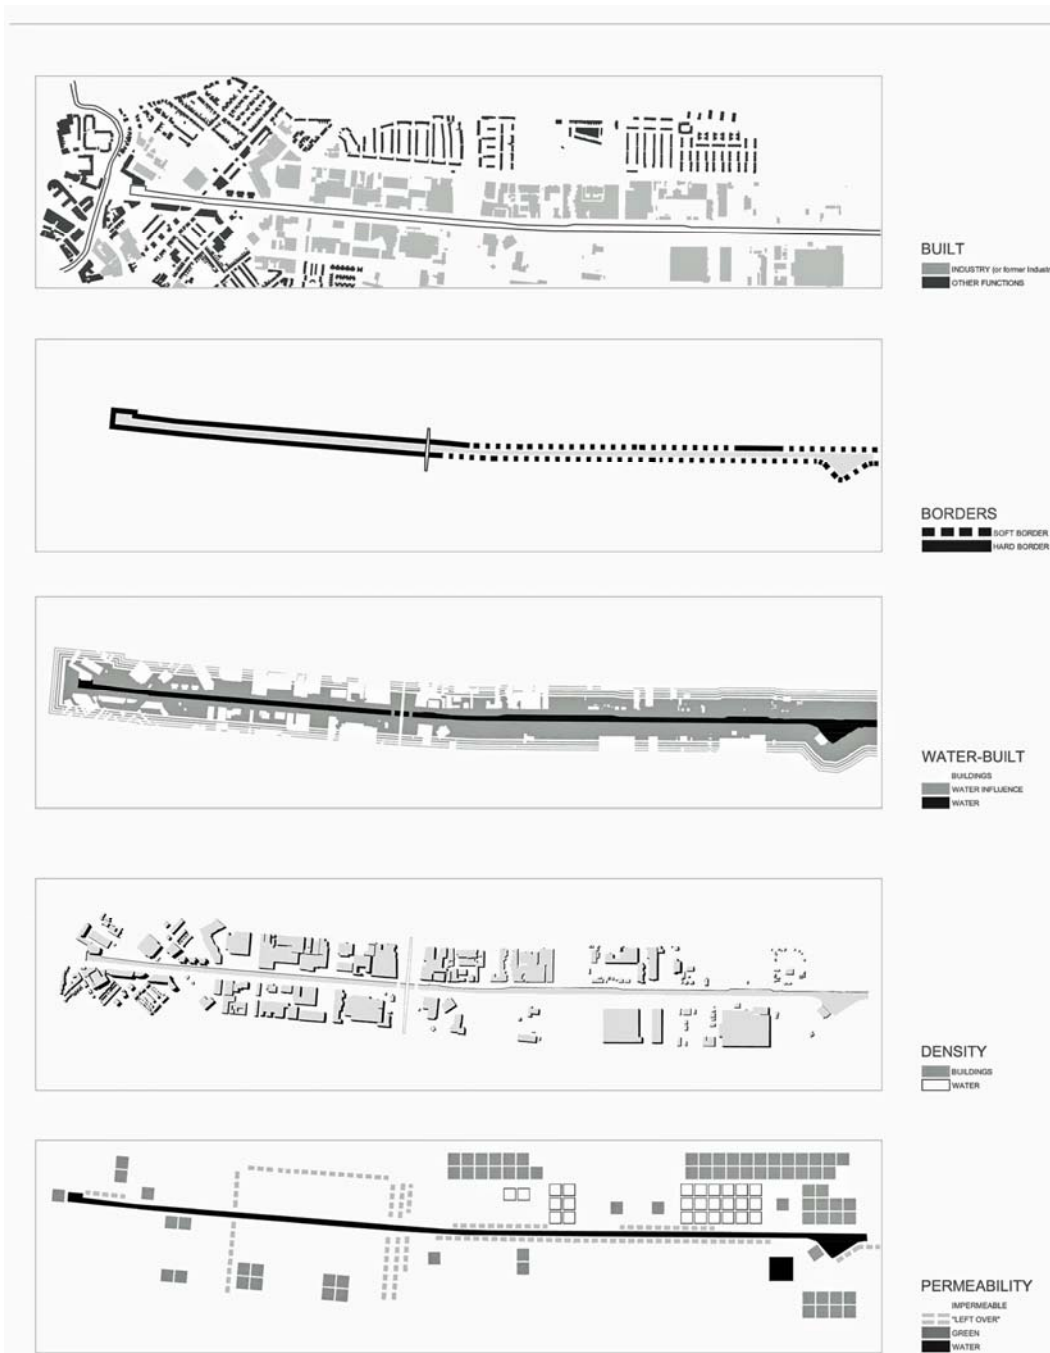 BUILT
INDUSTRY (or former Indust
OTHER FUNCTIONS
BORDERS
SOFT BORDER
HARD BORDER
WATER-BUILT
BUILDINGS
WATER INFLUENCE
WATER
DENSITY
BUILDINGS
WATER
PERMEABILITY
IMPERMEABLE
"LEFT OVER"
GREEN
WATER